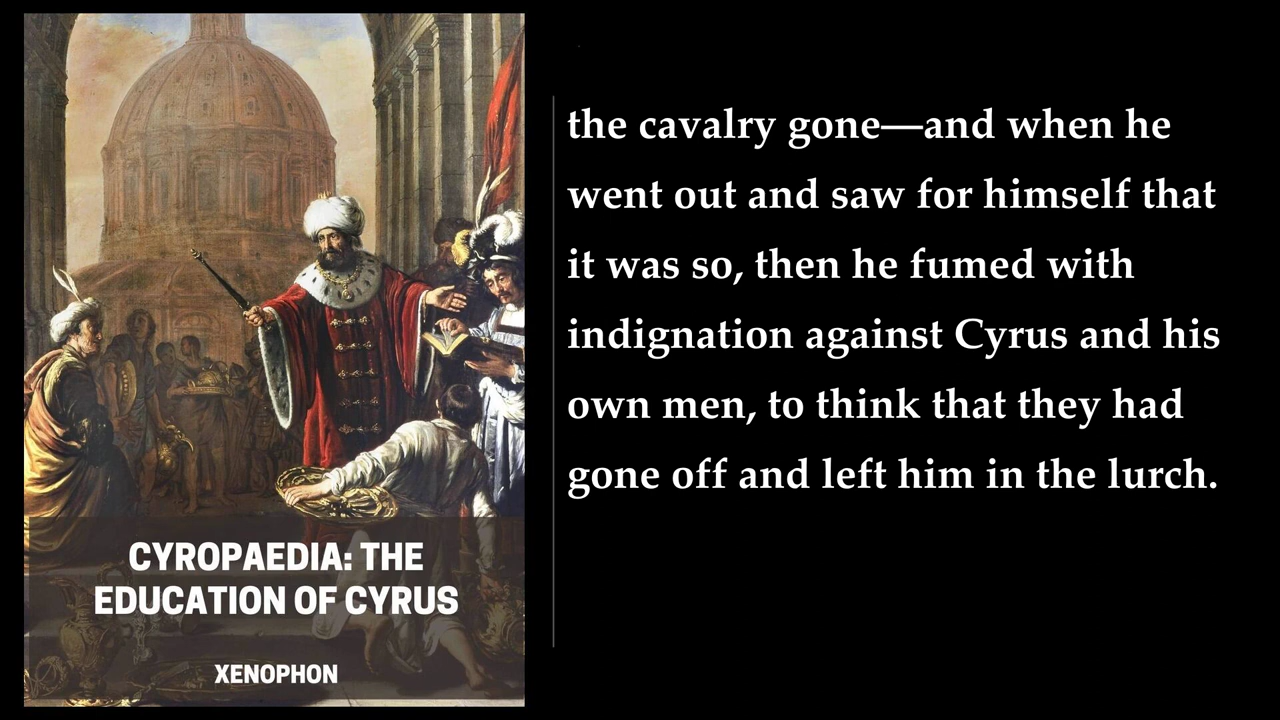 CYROPAEDIA: THE
EDUCATION OF CYRUS
XENOPHON
the cavalry gone—and when he
went out and saw for himself that
it was so, then he fumed with
indignation against Cyrus and his
own men, to think that they had
gone off and left him in the lurch.